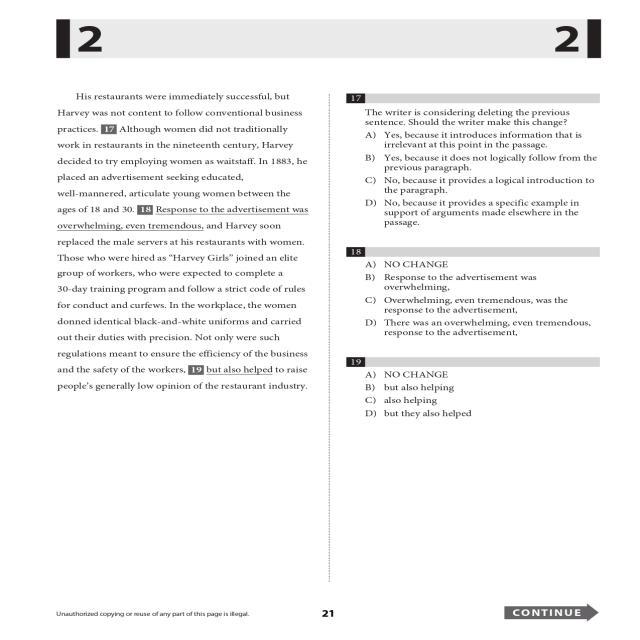 2
2
His restaurants were immediately successful, but
Harvey was not content to follow conventional business
practices. 17 Although women did not traditionally
work in restaurants in the nineteenth century, Harvey
decided to try employing women as waitstaff. In 1883, he
placed an advertisement seeking educated,
well-mannered, articulate young women between the
ages of 18 and 30. 18 Response to the advertisement was
overwhelming, even tremendous, and Harvey soon
replaced the male servers at his restaurants with women.
Those who were hired as “Harvey Girls” joined an elite
group of workers, who were expected to complete a
30-day training program and follow a strict code of rules
for conduct and curfews. In the workplace, the women
donned identical black-and-white uniforms and carried
out their duties with precision. Not only were such
regulations meant to ensure the efficiency of the business
and the safety of the workers, 19 but also helped to raise
people’s generally low opinion of the restaurant industry.
17
The writer is considering deleting the previous
sentence. Should the writer make this change?
A) Yes, because it introduces information that is
irrelevant at this point in the passage.
B) Yes, because it does not logically follow from the
previous paragraph.
C) No, because it provides a logical introduction to
the paragraph.
D) No, because it provides a specific example in
support of arguments made elsewhere in the
passage.
18
A) NO CHANGE
B) Response to the advertisement was
overwhelming,
C) Overwhelming, even tremendous, was the
response to the advertisement,
D) There was an overwhelming, even tremendous,
response to the advertisement,
19
A) NO CHANGE
B) but also helping
C) also helping
D) but they also helped
Unauthorized copying or reuse of any part of this page is illegal.
21
CONTINUE